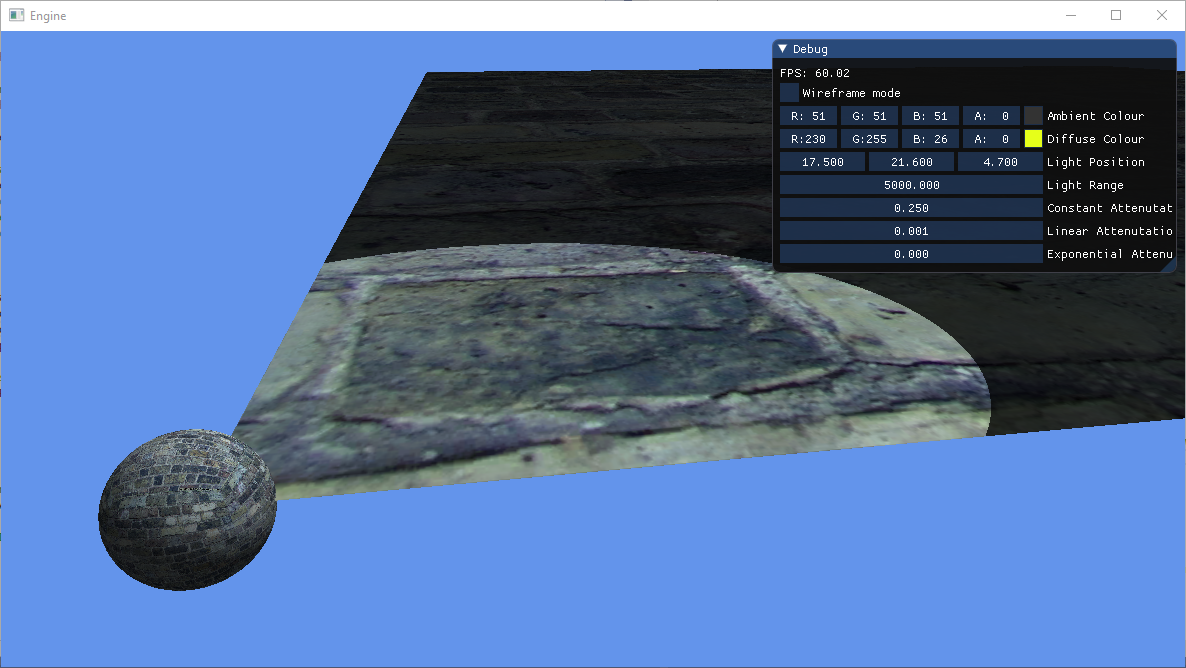 Engine
Debug
FPS: 60.02
Wireframe mode
R: 51 G: 51 B: 51 A: 0 Ambient Colour
R:230 G:255 B: 26 A: 0 Diffuse Colour
17.500 21.600 4.700 Light Position
5000.000 Light Range
0.250 Constant Attenutat
0.001 Linear Attenutatio
0.000 Exponential Attenu